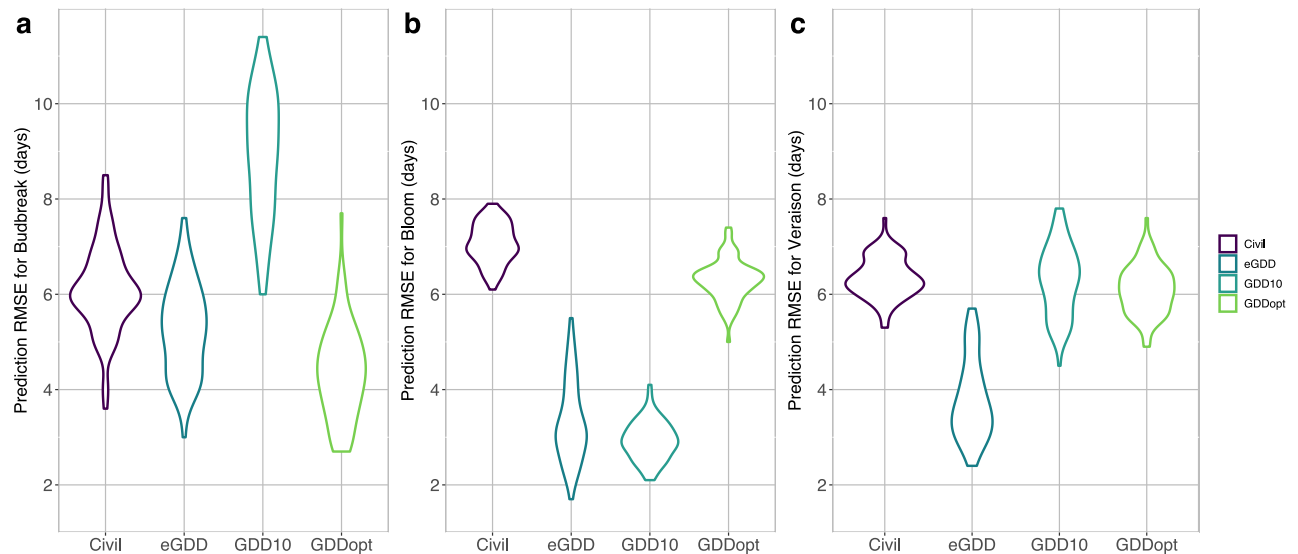 a
Prediction RMSE for Budbreak (days)
10
8
6
4
2
Civil eGDD GDD10 GDDopt
b
Prediction RMSE for Bloom (days)
10
8
6
4
2
Civil eGDD GDD10 GDDopt
c
Prediction RMSE for Veraison (days)
10
8
6
4
2
Civil eGDD GDD10 GDDopt
Civil
eGDD
GDD10
GDDopt